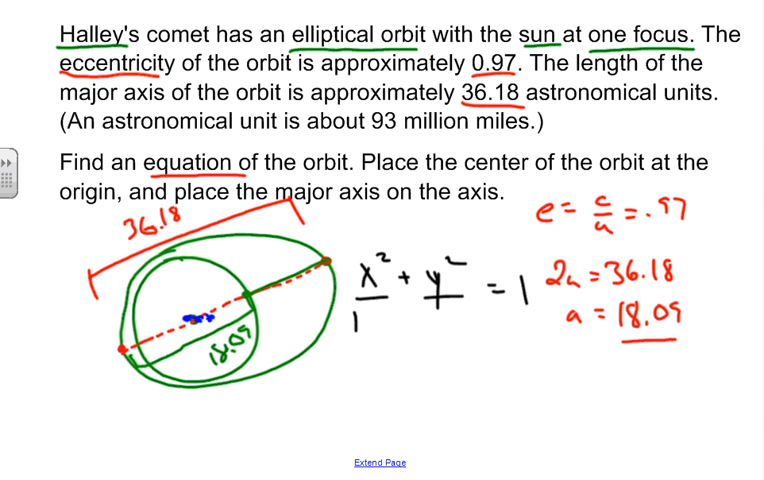 Halley's comet has an elliptical orbit with the sun at one focus. The
eccentricity of the orbit is approximately 0.97. The length of the
major axis of the orbit is approximately 36.18 astronomical units.
(An astronomical unit is about 93 million miles.)
Find an equation of the orbit. Place the center of the orbit at the
origin, and place the major axis on the axis.
36.18
e = c/a = .97
x²/1 + y² = 1
2a = 36.18
a = 18.09
18.09
Extend Page